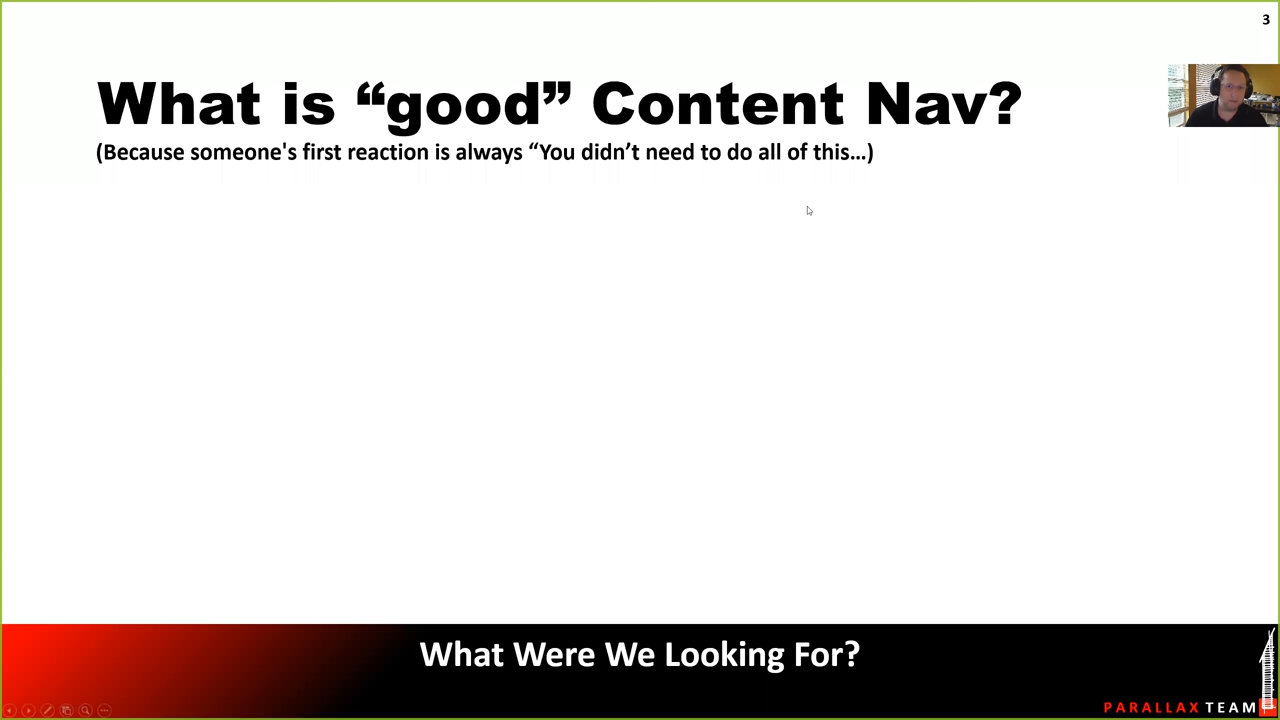 3
What is “good” Content Nav?
(Because someone's first reaction is always “You didn’t need to do all of this…)
What Were We Looking For?
PARALLAX TEAM